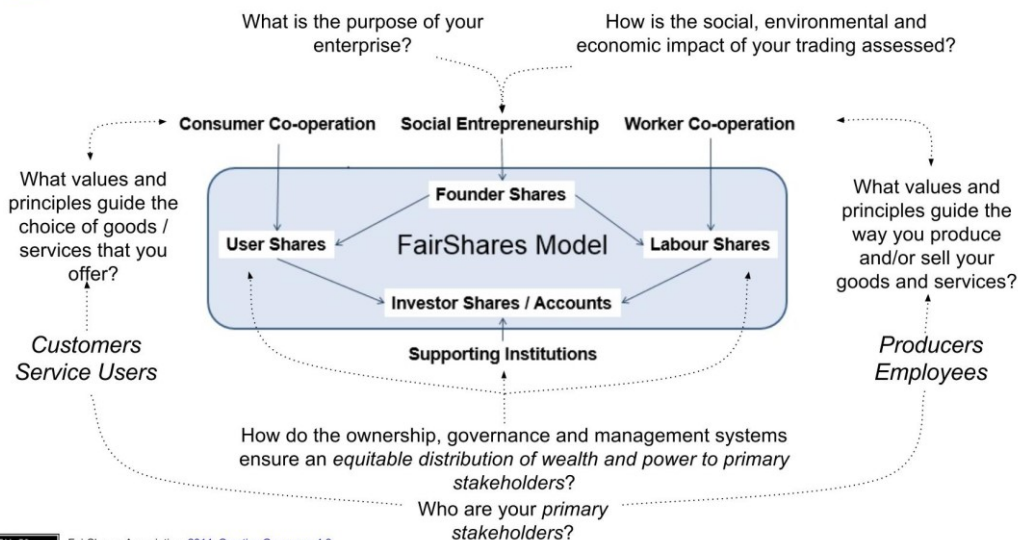 What is the purpose of your
enterprise?
How is the social, environmental and
economic impact of your trading assessed?
Consumer Co-operation
Social Entrepreneurship
Worker Co-operation
What values and
principles guide the
choice of goods /
services that you
offer?
Founder Shares
User Shares
FairShares Model
Labour Shares
Investor Shares / Accounts
What values and
principles guide the
way you produce
and/or sell your
goods and services?
Customers
Service Users
Supporting Institutions
Producers
Employees
How do the ownership, governance and management systems
ensure an equitable distribution of wealth and power to primary
stakeholders?
Who are your primary
stakeholders?